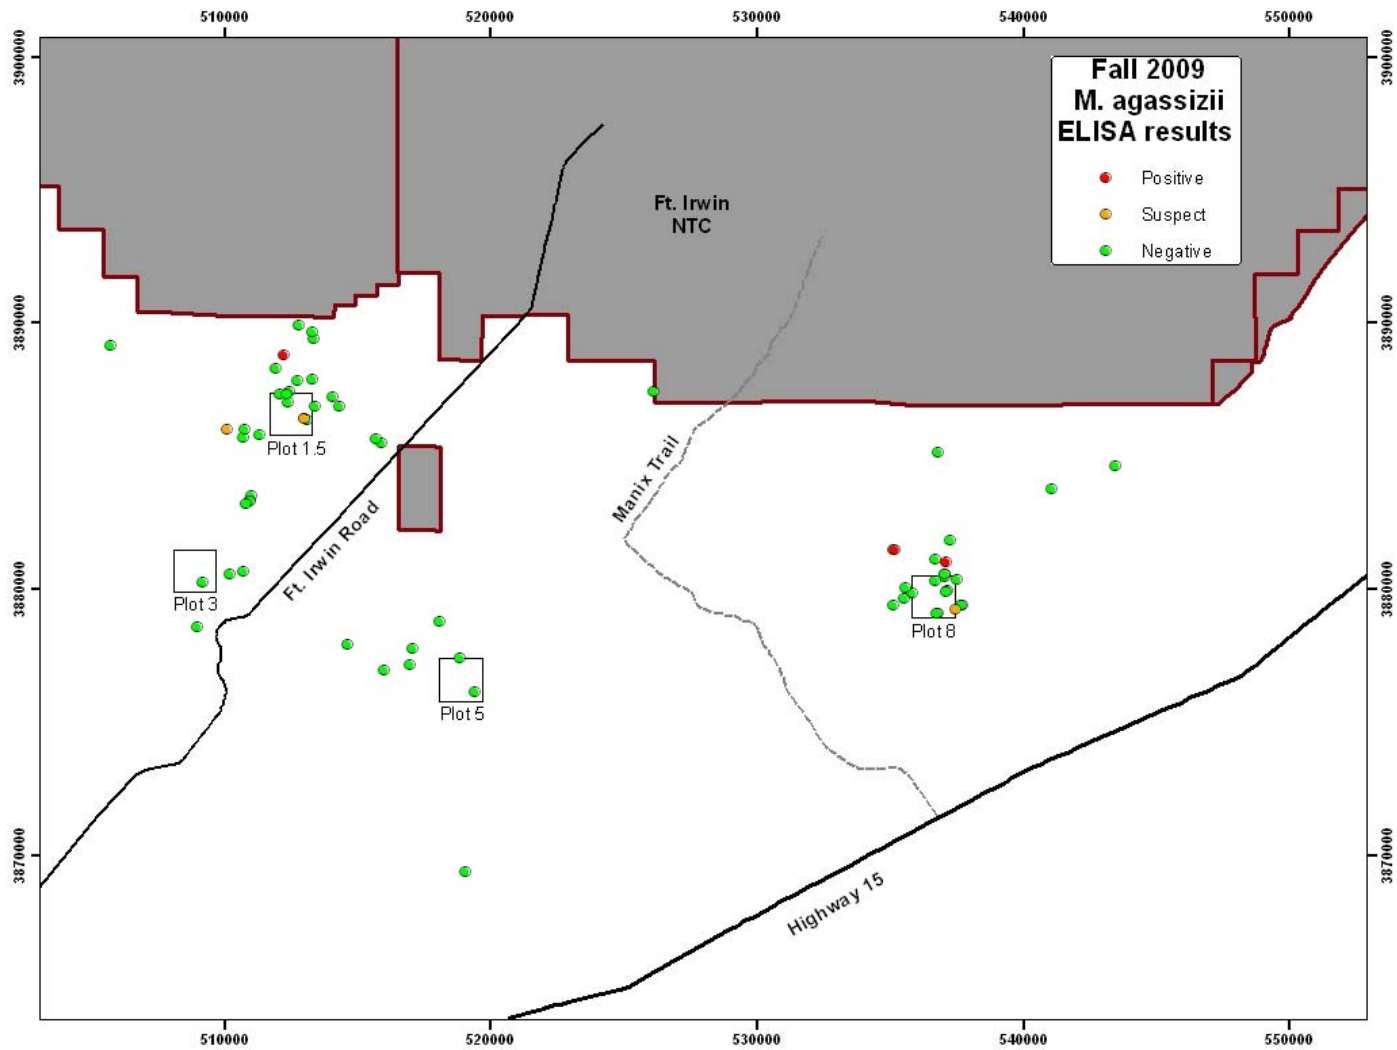 510000
520000
530000
540000
550000
3900000
3900000
Fall 2009
M. agassizii
ELISA results
Positive
Suspect
Negative
Ft. Irwin
NTC
3890000
3890000
Plot 1.5
Manix Trail
Ft. Irwin Road
3880000
3880000
Plot 3
Plot 8
Plot 5
3870000
3870000
Highway 15
510000
520000
530000
540000
550000